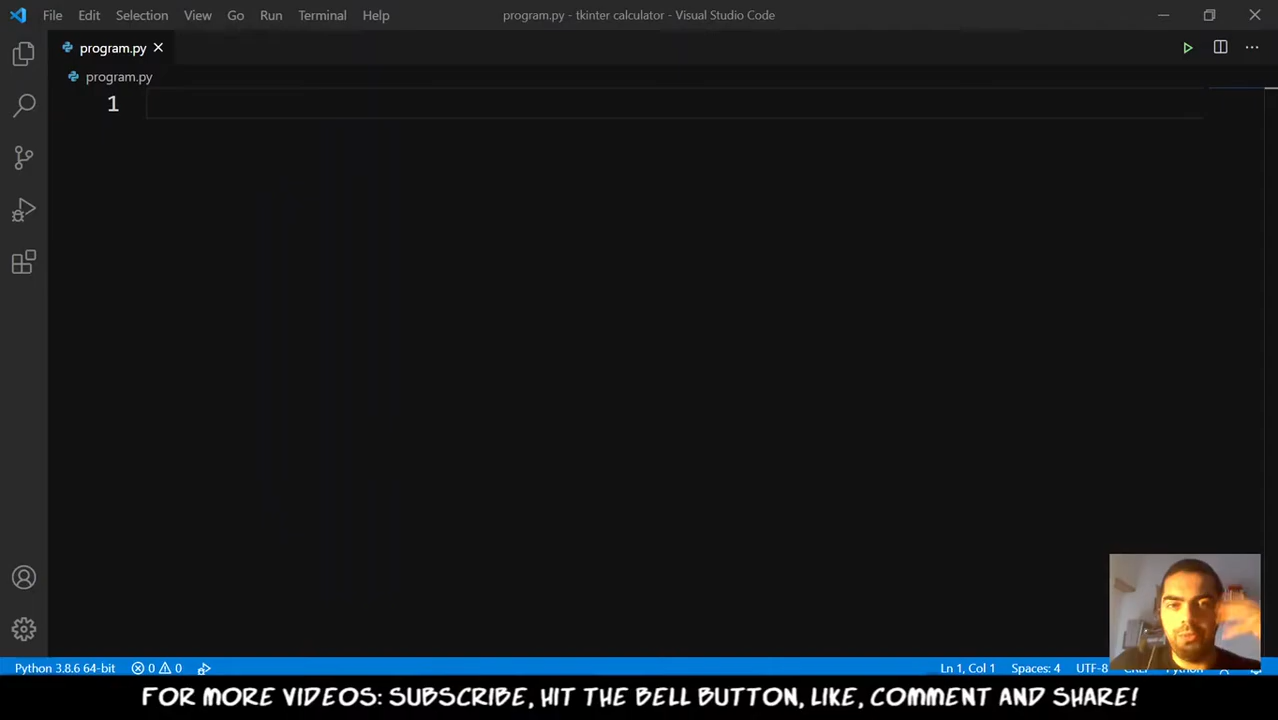 File Edit Selection View Go Run Terminal Help program.py - tkinter calculator - Visual Studio Code
program.py
program.py
1
Python 3.8.6 64-bit 0 0 Ln 1, Col 1 Spaces: 4 UTF-8 CRLF Python
FOR MORE VIDEOS: SUBSCRIBE, HIT THE BELL BUTTON, LIKE, COMMENT AND SHARE!